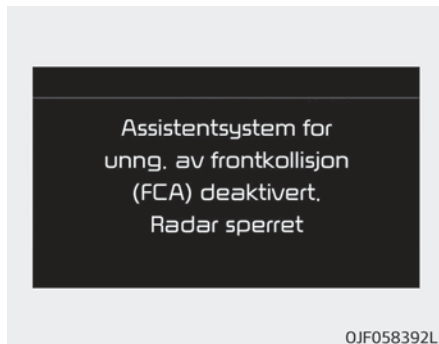 Assistentsystem for
unng. av frontkollisjon
(FCA) deaktivert.
Radar sperret
OJF058392L